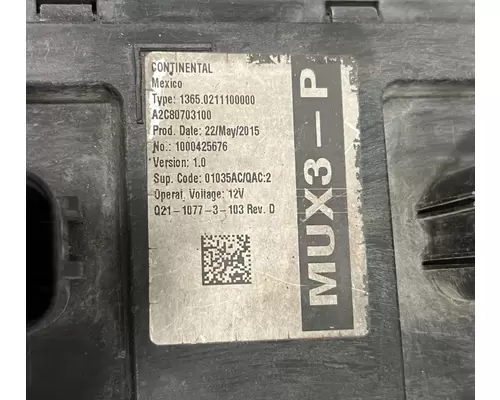 CONTINENTAL
Mexico
Type: 1365.0211100000
A2C80703100
Prod. Date: 22/May/2015
No.: 1000425676
Version: 1.0
Sup. Code: 01035AC/QAC:2
Operat. Voltage: 12V
Q21-1077-3-103 Rev. D
MUX3-P